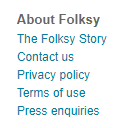 About Folksy
The Folksy Story
Contact us
Privacy policy
Terms of use
Press enquiries